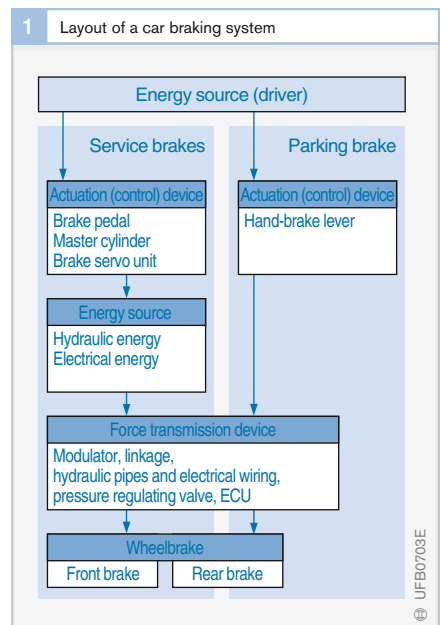 1 Layout of a car braking system
Energy source (driver)
Service brakes
Parking brake
Actuation (control) device
Brake pedal
Master cylinder
Brake servo unit
Actuation (control) device
Hand-brake lever
Energy source
Hydraulic energy
Electrical energy
Force transmission device
Modulator, linkage,
hydraulic pipes and electrical wiring,
pressure regulating valve, ECU
Wheelbrake
Front brake
Rear brake
UFB0703E